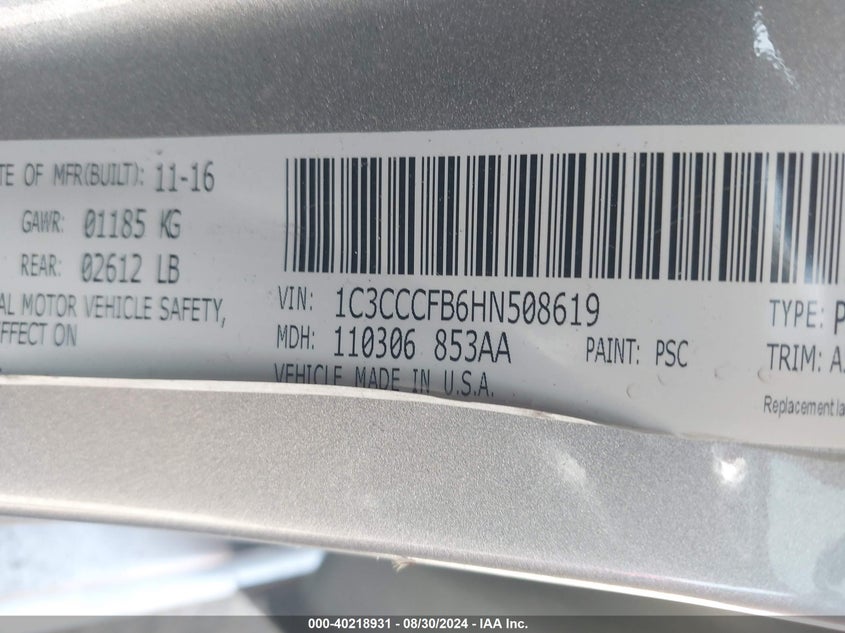 TE OF MFR(BUILT): 11-16
GAWR: 01185 KG
REAR: 02612 LB
AL MOTOR VEHICLE SAFETY,
EFFECT ON
VIN: 1C3CCCFB6HN508619
TYPE: P
MDH: 110306 853AA PAINT: PSC
TRIM: A
VEHICLE MADE IN U.S.A.
Replacement la
000-40218931 - 08/30/2024 - IAA Inc.